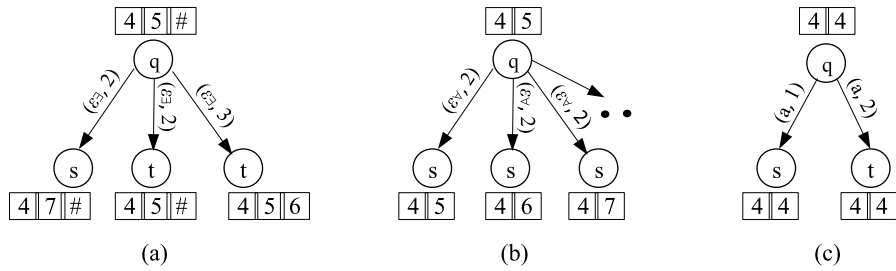 4 5 # 4 5 4 4
q q q
(ε∃, 2) (ε∃, 2) (ε∃, 3) (ε∀, 2) (ε∀, 2) (ε∀, 2) (a, 1) (a, 2)
s t t s s s s t
4 7 # 4 5 # 4 5 6 4 5 4 6 4 7 4 4 4 4
(a) (b) (c)